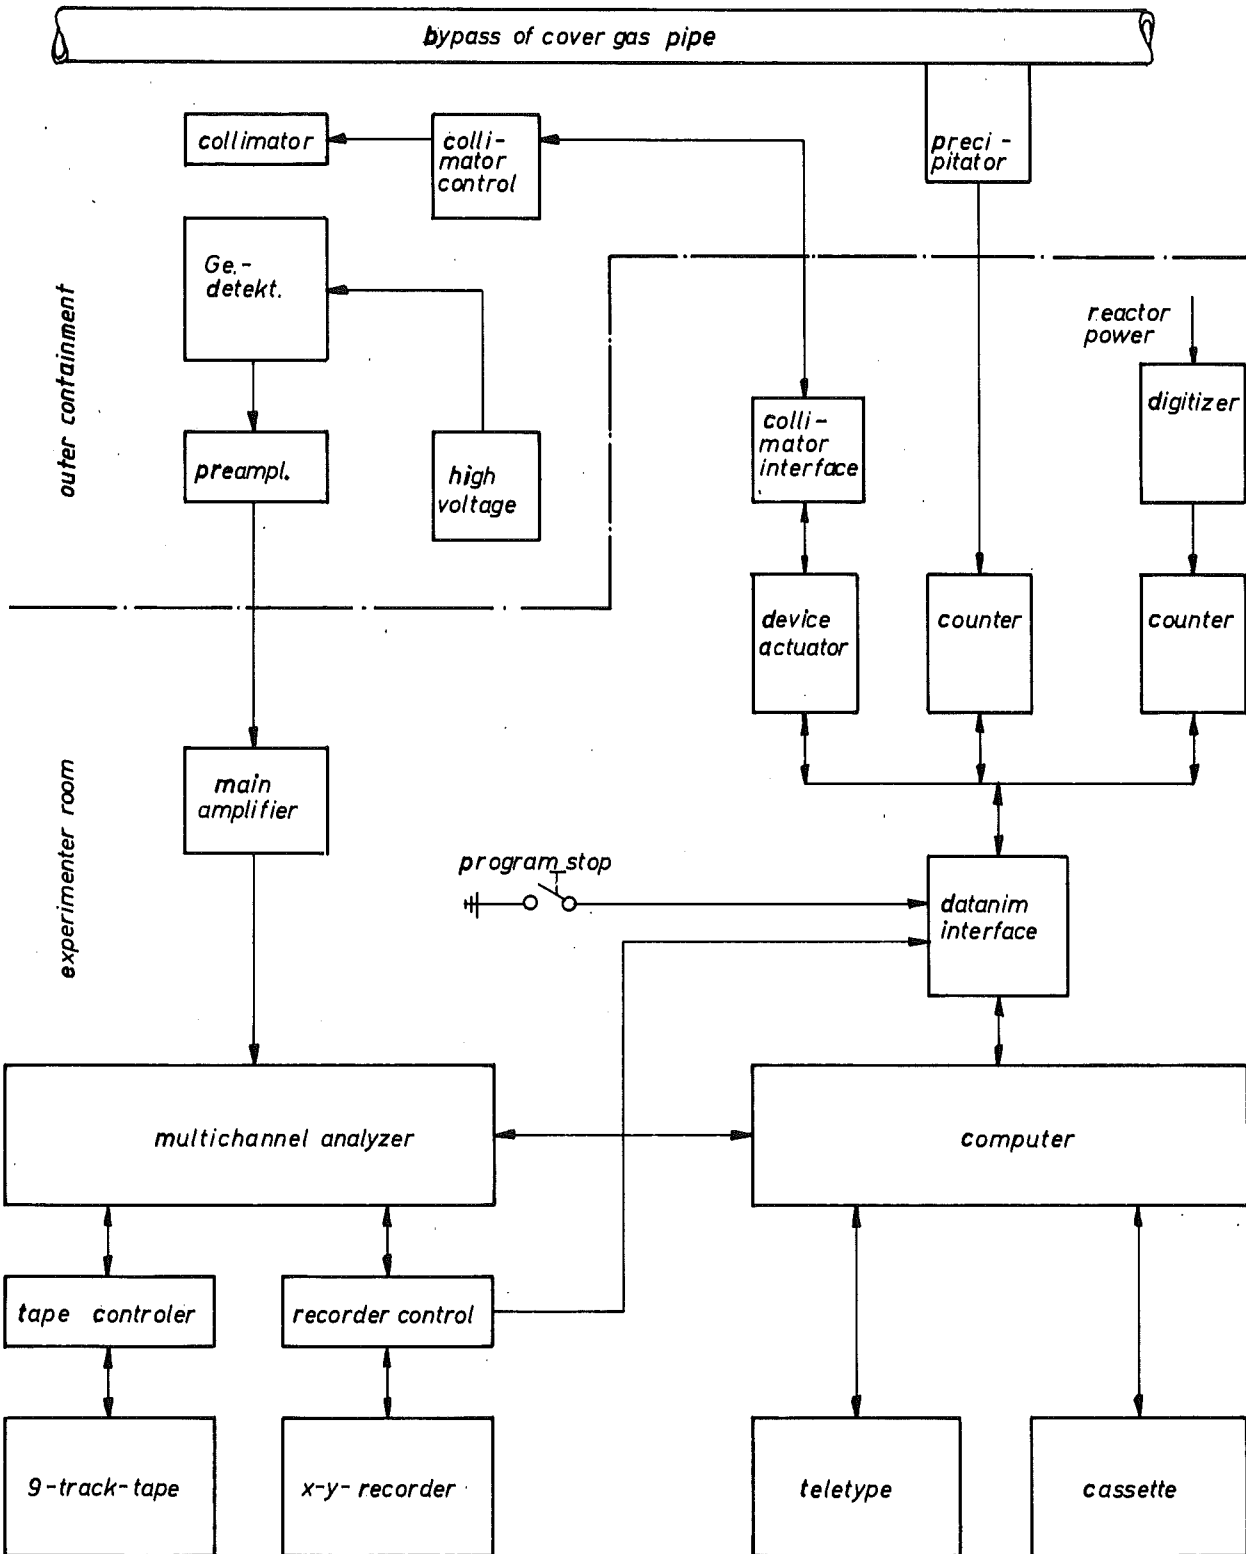 bypass of cover gas pipe
collimator
colli-
mator
control
preci-
pitator
Ge.-
detekt.
outer containment
reactor
power
digitizer
colli-
mator
interface
preampl.
high
voltage
device
actuator
counter
counter
main
amplifier
experimenter room
program stop
datanim
interface
multichannel analyzer
computer
tape controler
recorder control
9-track-tape
x-y-recorder
teletype
cassette